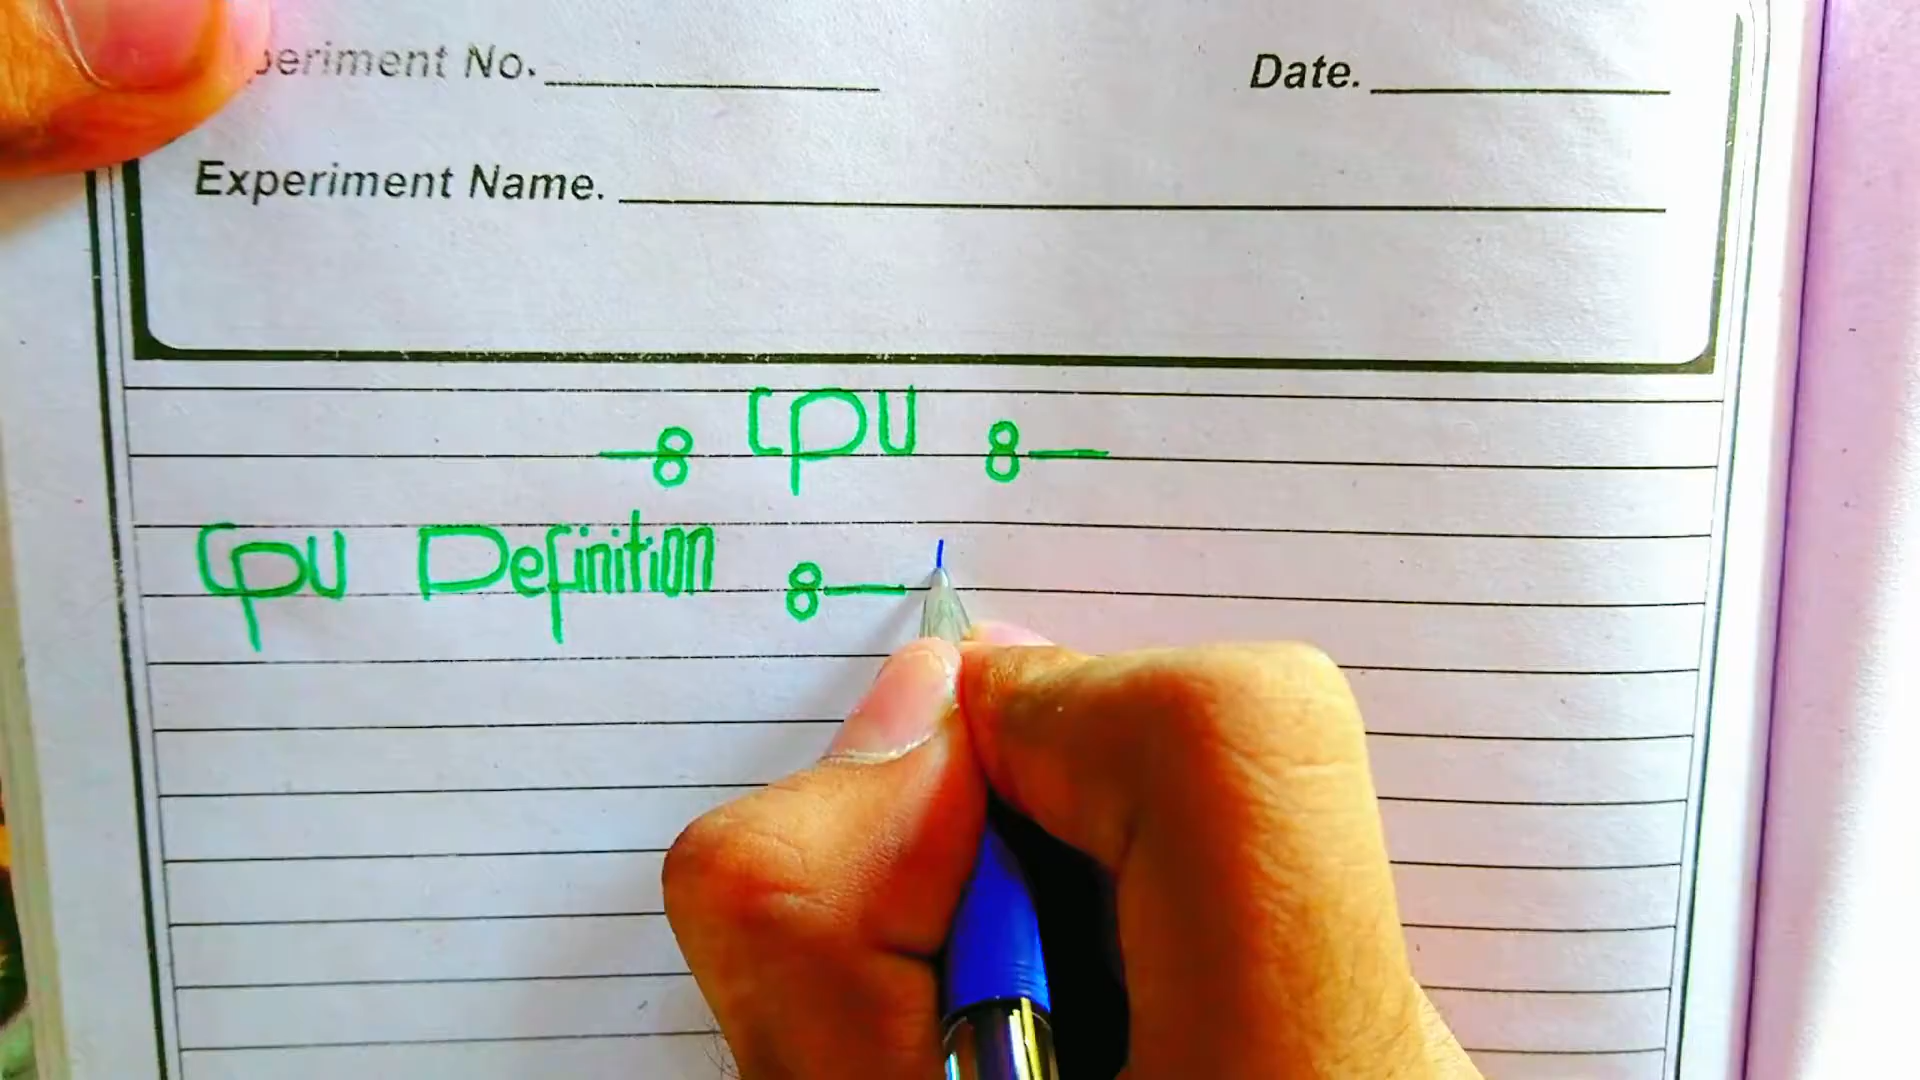 periment No. Date.
Experiment Name.
—8 CPU 8—
CPU Definition 8—